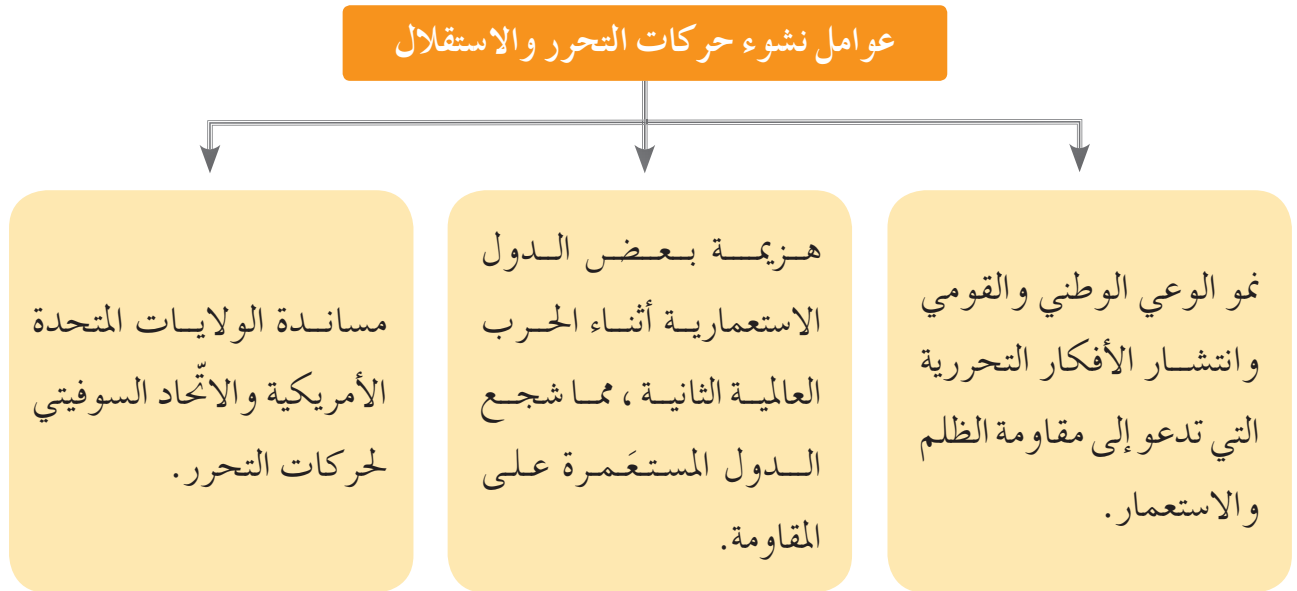 عوامل نشوء حركات التحرر والاستقلال
نمو الوعي الوطني والقومي
وانتشار الأفكار التحررية
التي تدعو إلى مقاومة الظلم
والاستعمار.
هزيمة بعض الدول
الاستعمارية أثناء الحرب
العالمية الثانية، مما شجع
الدول المستعَمرة على
المقاومة.
مساندة الولايات المتحدة
الأمريكية والاتّحاد السوفيتي
لحركات التحرر.